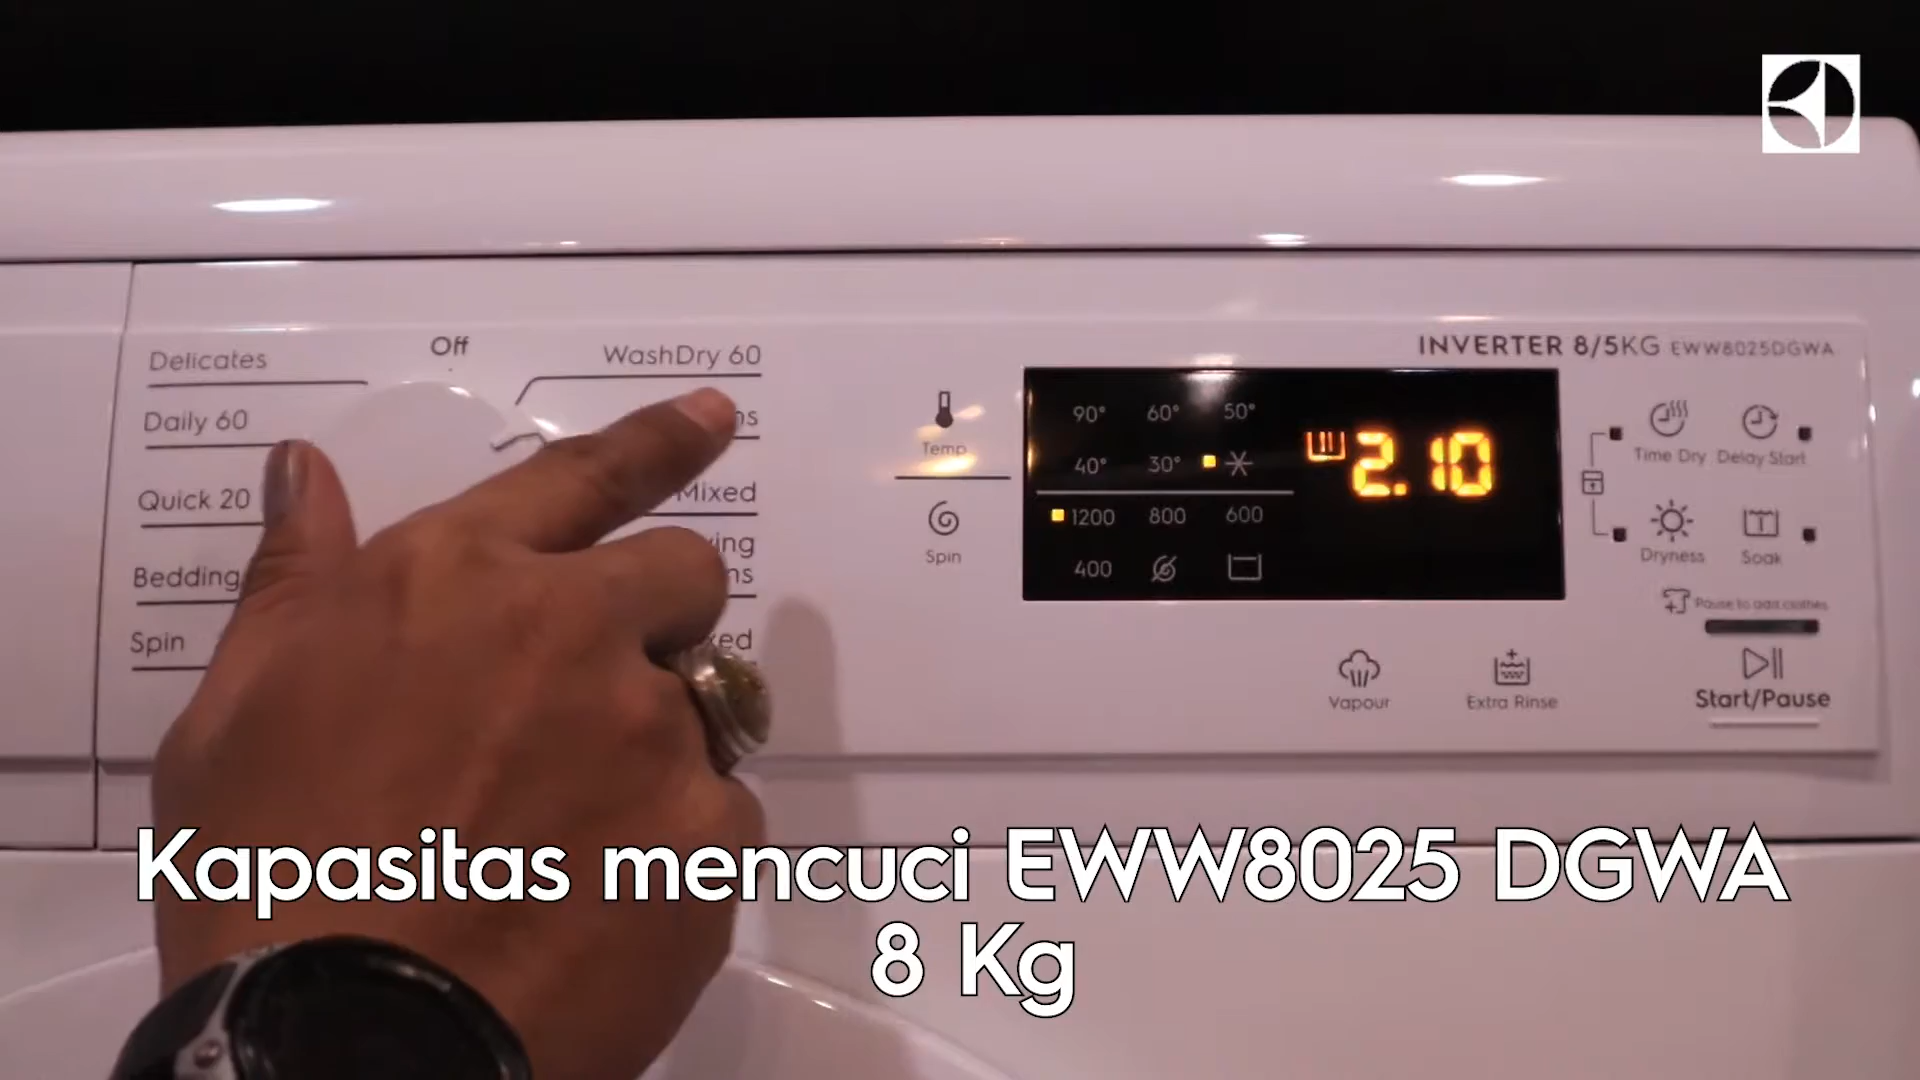 Off
Delicates
Daily 60
Quick 20
Bedding
Spin
WashDry 60
Mixed
Temp
Spin
90° 60° 50°
40° 30°
1200 800 600
400
2.10
INVERTER 8/5KG EWW8025DGWA
Time Dry Delay Start
Dryness Soak
Pause to add clothes
Start/Pause
Vapour Extra Rinse
Kapasitas mencuci EWW8025 DGWA
8 Kg